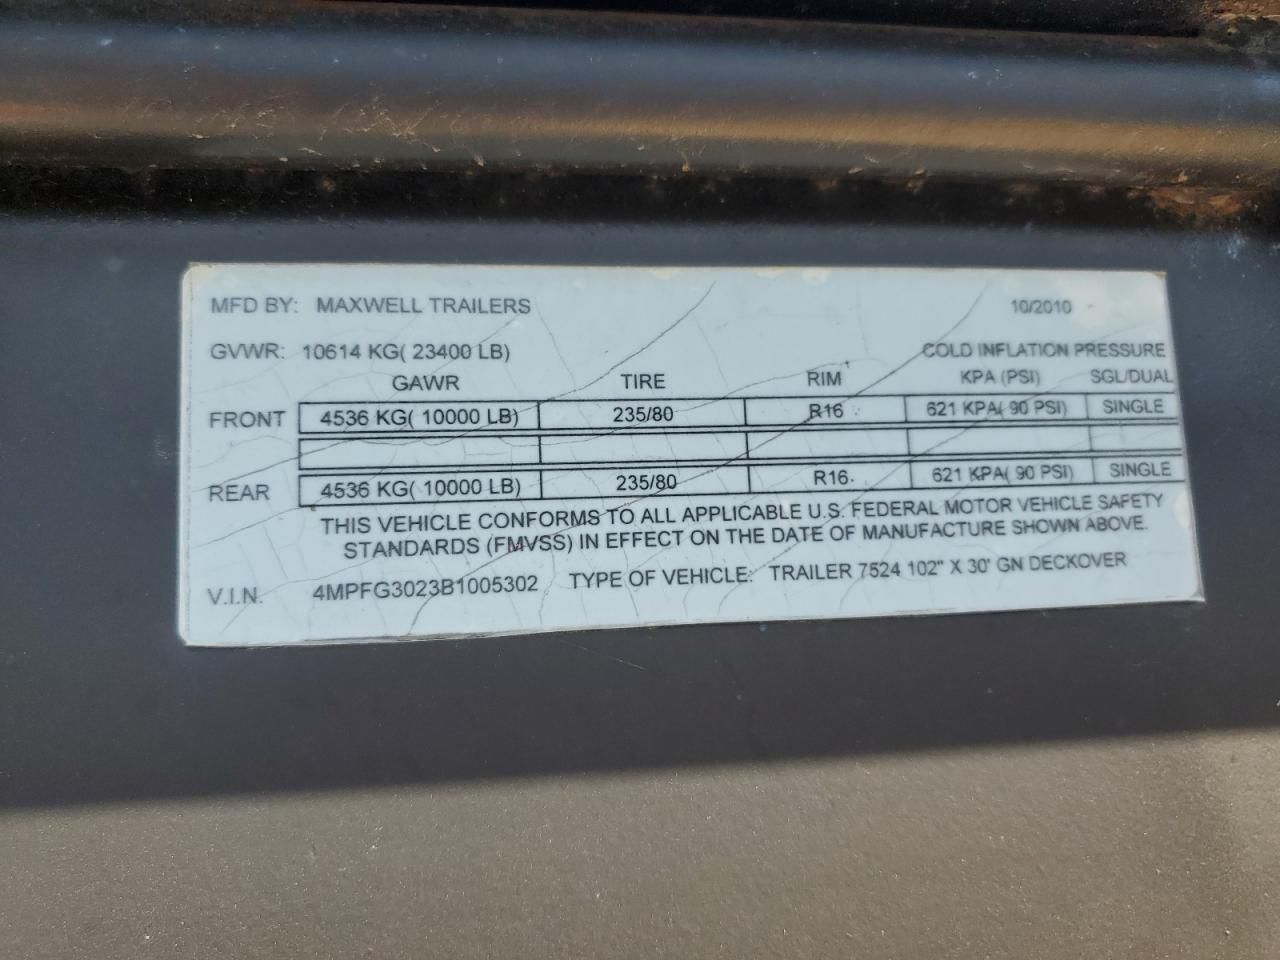 MFD BY: MAXWELL TRAILERS 10/2010
GVWR: 10614 KG( 23400 LB) COLD INFLATION PRESSURE
GAWR TIRE RIM KPA (PSI) SGL/DUAL
FRONT 4536 KG( 10000 LB) 235/80 R16 621 KPA( 90 PSI) SINGLE
REAR 4536 KG( 10000 LB) 235/80 R16 621 KPA( 90 PSI) SINGLE
THIS VEHICLE CONFORMS TO ALL APPLICABLE U.S. FEDERAL MOTOR VEHICLE SAFETY
STANDARDS (FMVSS) IN EFFECT ON THE DATE OF MANUFACTURE SHOWN ABOVE.
V.I.N. 4MPFG3023B1005302 TYPE OF VEHICLE: TRAILER 7524 102" X 30' GN DECKOVER